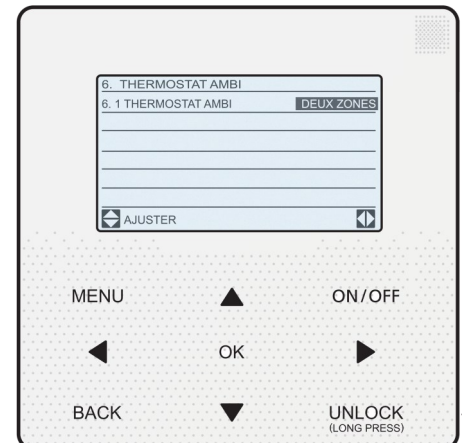 6. THERMOSTAT AMBI
6. 1 THERMOSTAT AMBI DEUX ZONES
AJUSTER
MENU
ON/OFF
OK
BACK
UNLOCK
(LONG PRESS)